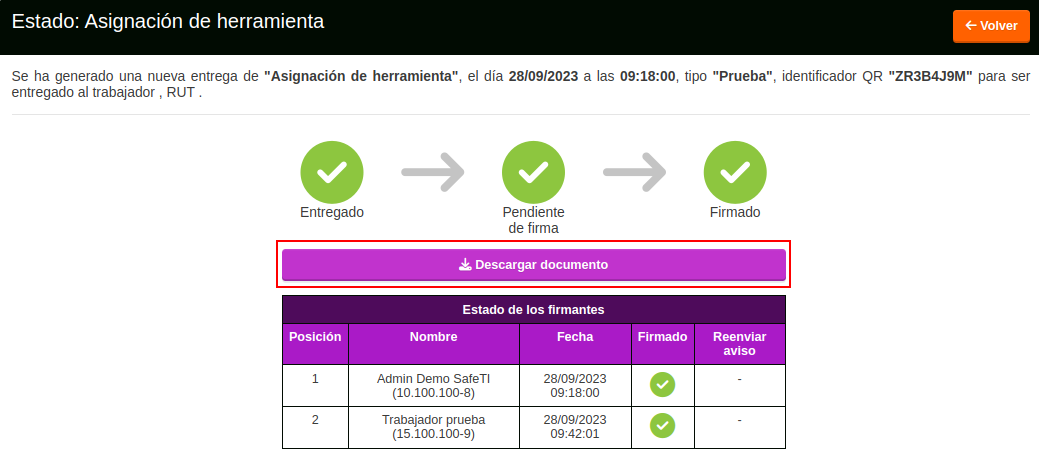 Estado: Asignación de herramienta
Volver
Se ha generado una nueva entrega de "Asignación de herramienta", el día 28/09/2023 a las 09:18:00, tipo "Prueba", identificador QR "ZR3B4J9M" para ser
entregado al trabajador , RUT .
Entregado
Pendiente
de firma
Firmado
Descargar documento
Estado de los firmantes
Posición Nombre Fecha Firmado Reenviar
aviso
1 Admin Demo SafeTI 28/09/2023 -
(10.100.100-8) 09:18:00
2 Trabajador prueba 28/09/2023 -
(15.100.100-9) 09:42:01